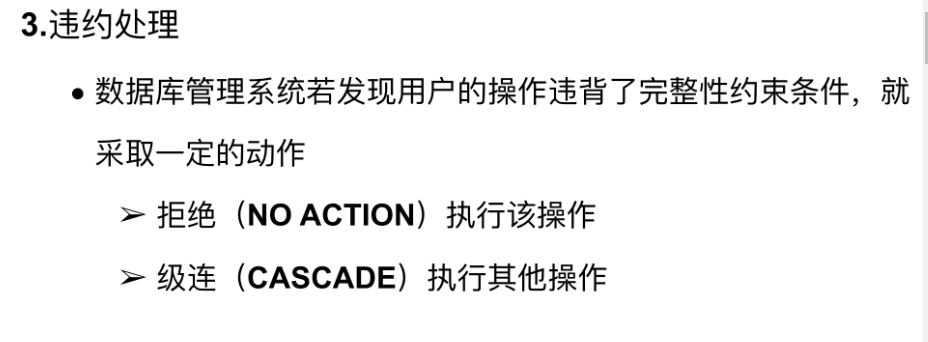 3.违约处理
• 数据库管理系统若发现用户的操作违背了完整性约束条件，就
采取一定的动作
➢ 拒绝（NO ACTION）执行该操作
➢ 级连（CASCADE）执行其他操作